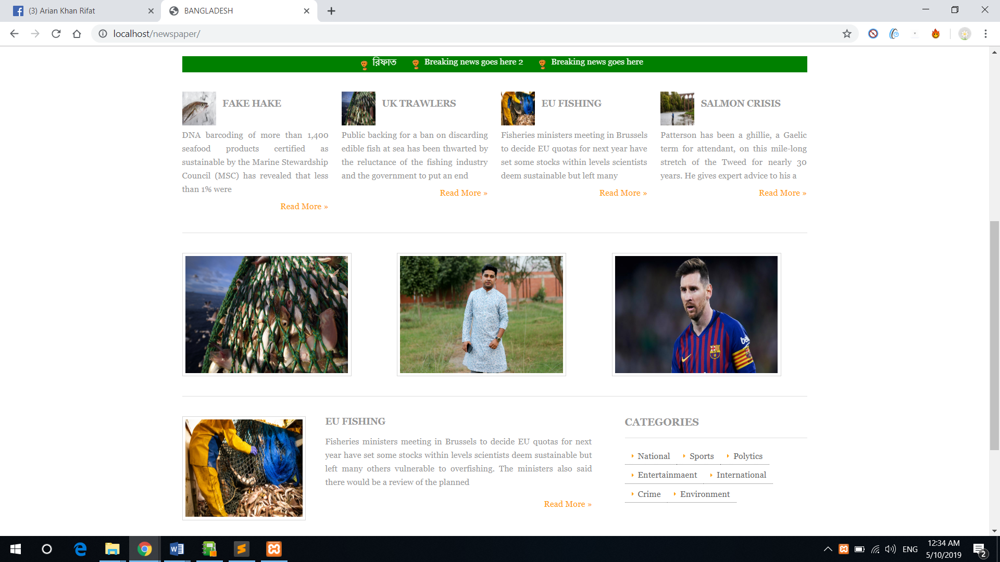 (3) Arian Khan Rifat
BANGLADESH
localhost/newspaper/
রিফাত Breaking news goes here 2 Breaking news goes here
FAKE HAKE
DNA barcoding of more than 1,400
seafood products certified as
sustainable by the Marine Stewardship
Council (MSC) has revealed that less
than 1% were
Read More »
UK TRAWLERS
Public backing for a ban on discarding
edible fish at sea has been thwarted by
the reluctance of the fishing industry
and the government to put an end
Read More »
EU FISHING
Fisheries ministers meeting in Brussels
to decide EU quotas for next year have
set some stocks within levels scientists
deem sustainable but left many
Read More »
SALMON CRISIS
Patterson has been a ghillie, a Gaelic
term for attendant, on this mile-long
stretch of the Tweed for nearly 30
years. He gives expert advice to his a
Read More »
EU FISHING
Fisheries ministers meeting in Brussels to decide EU quotas for next
year have set some stocks within levels scientists deem sustainable but
left many others vulnerable to overfishing. The ministers also said
there would be a review of the planned
Read More »
CATEGORIES
National Sports Polytics
Entertainmaent International
Crime Environment
ENG
12:34 AM
5/10/2019
2